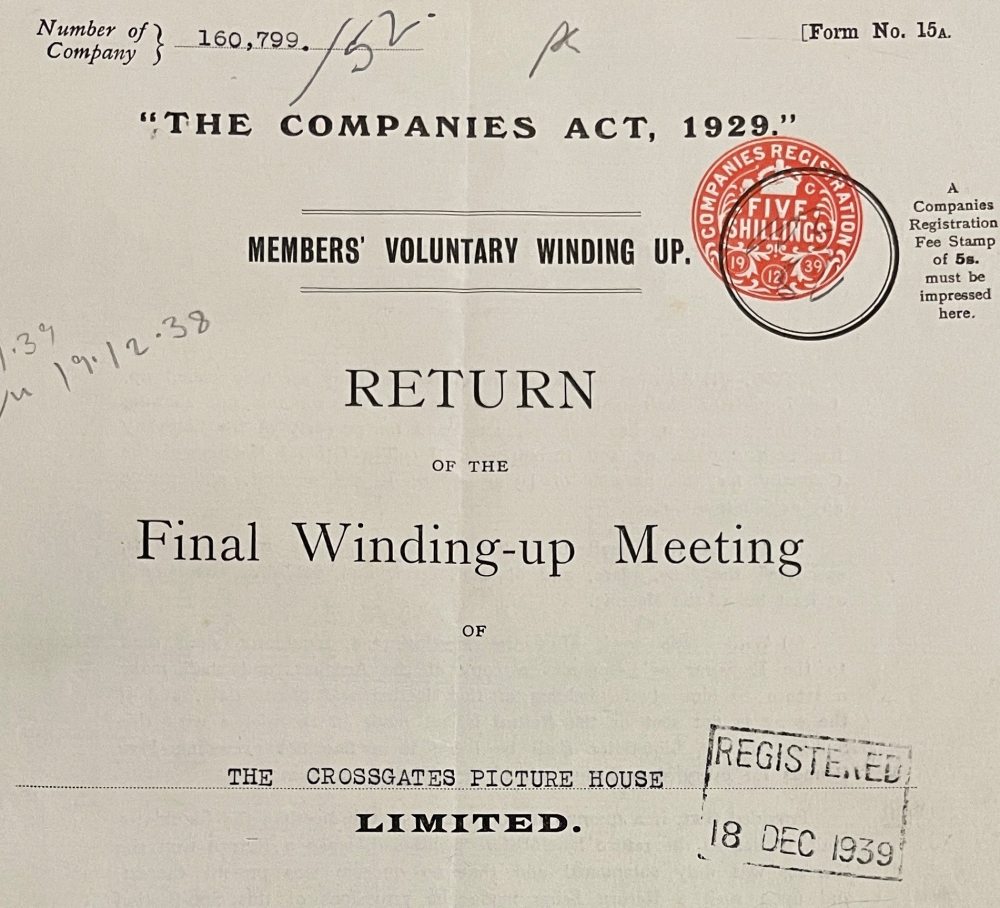 Number of
Company } 160,799. / 52
[Form No. 15A.
"THE COMPANIES ACT, 1929."
COMPANIES REGISTRATION
C
FIVE
SHILLINGS
19 12 39
A
Companies
Registration
Fee Stamp
of 5s.
must be
impressed
here.
MEMBERS' VOLUNTARY WINDING UP.
19.12.38
RETURN
OF THE
Final Winding-up Meeting
OF
THE CROSSGATES PICTURE HOUSE
LIMITED.
REGISTERED
18 DEC 1939